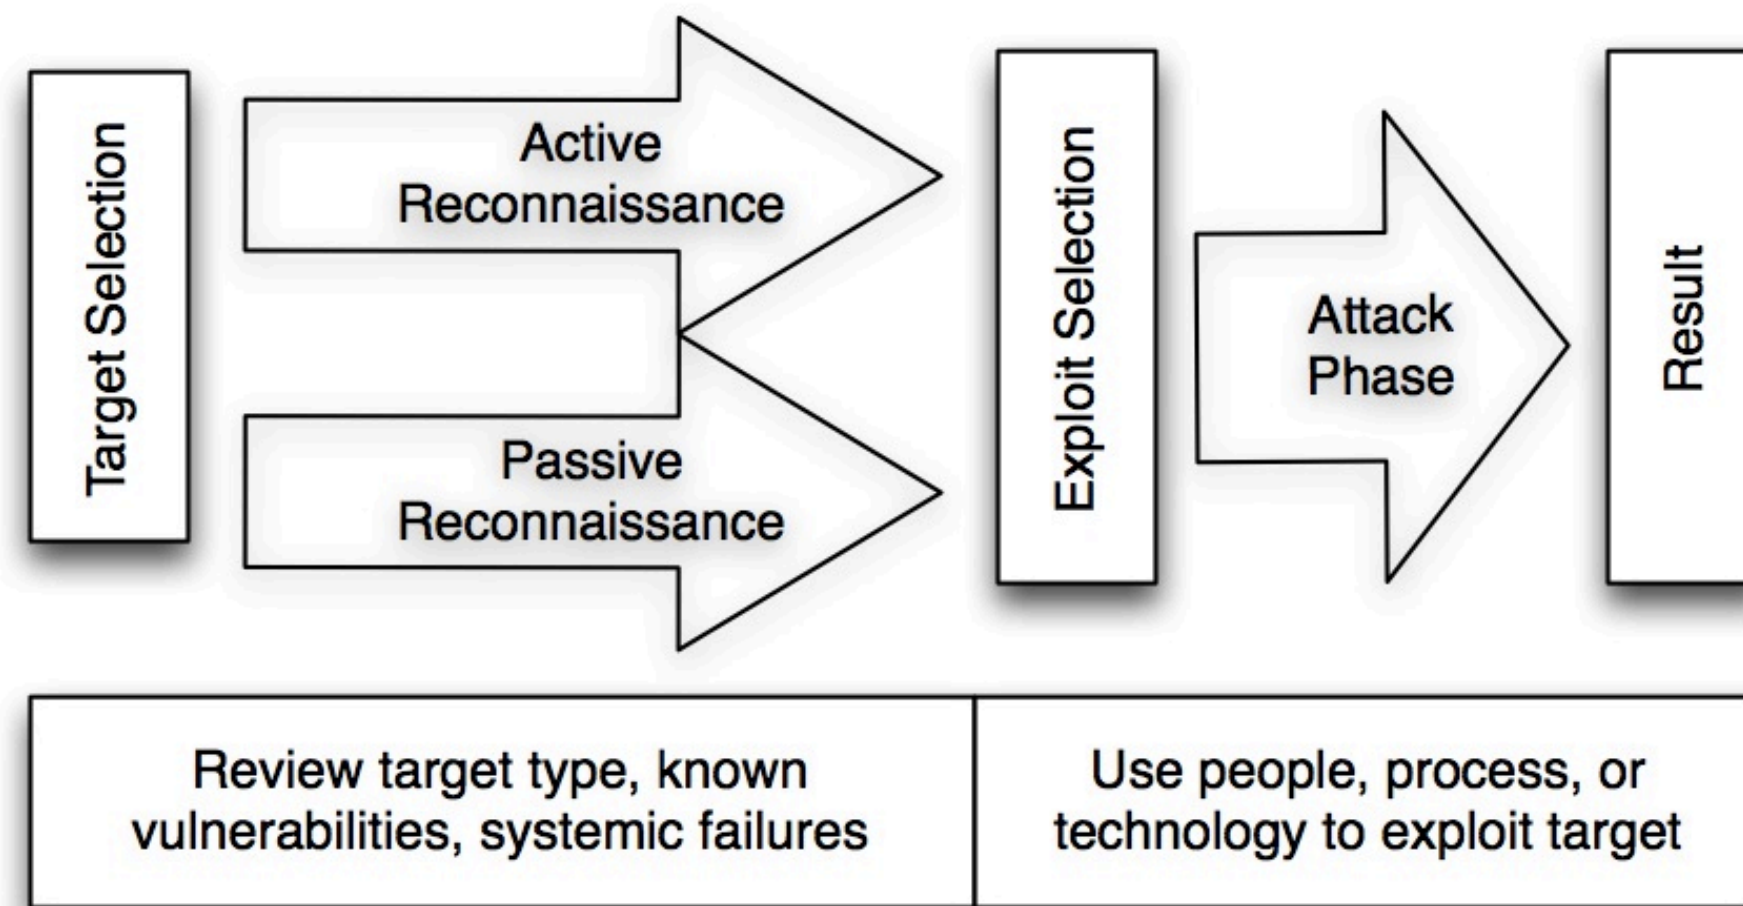 Target Selection
Active
Reconnaissance
Passive
Reconnaissance
Exploit Selection
Attack
Phase
Result
Review target type, known
vulnerabilities, systemic failures
Use people, process, or
technology to exploit target